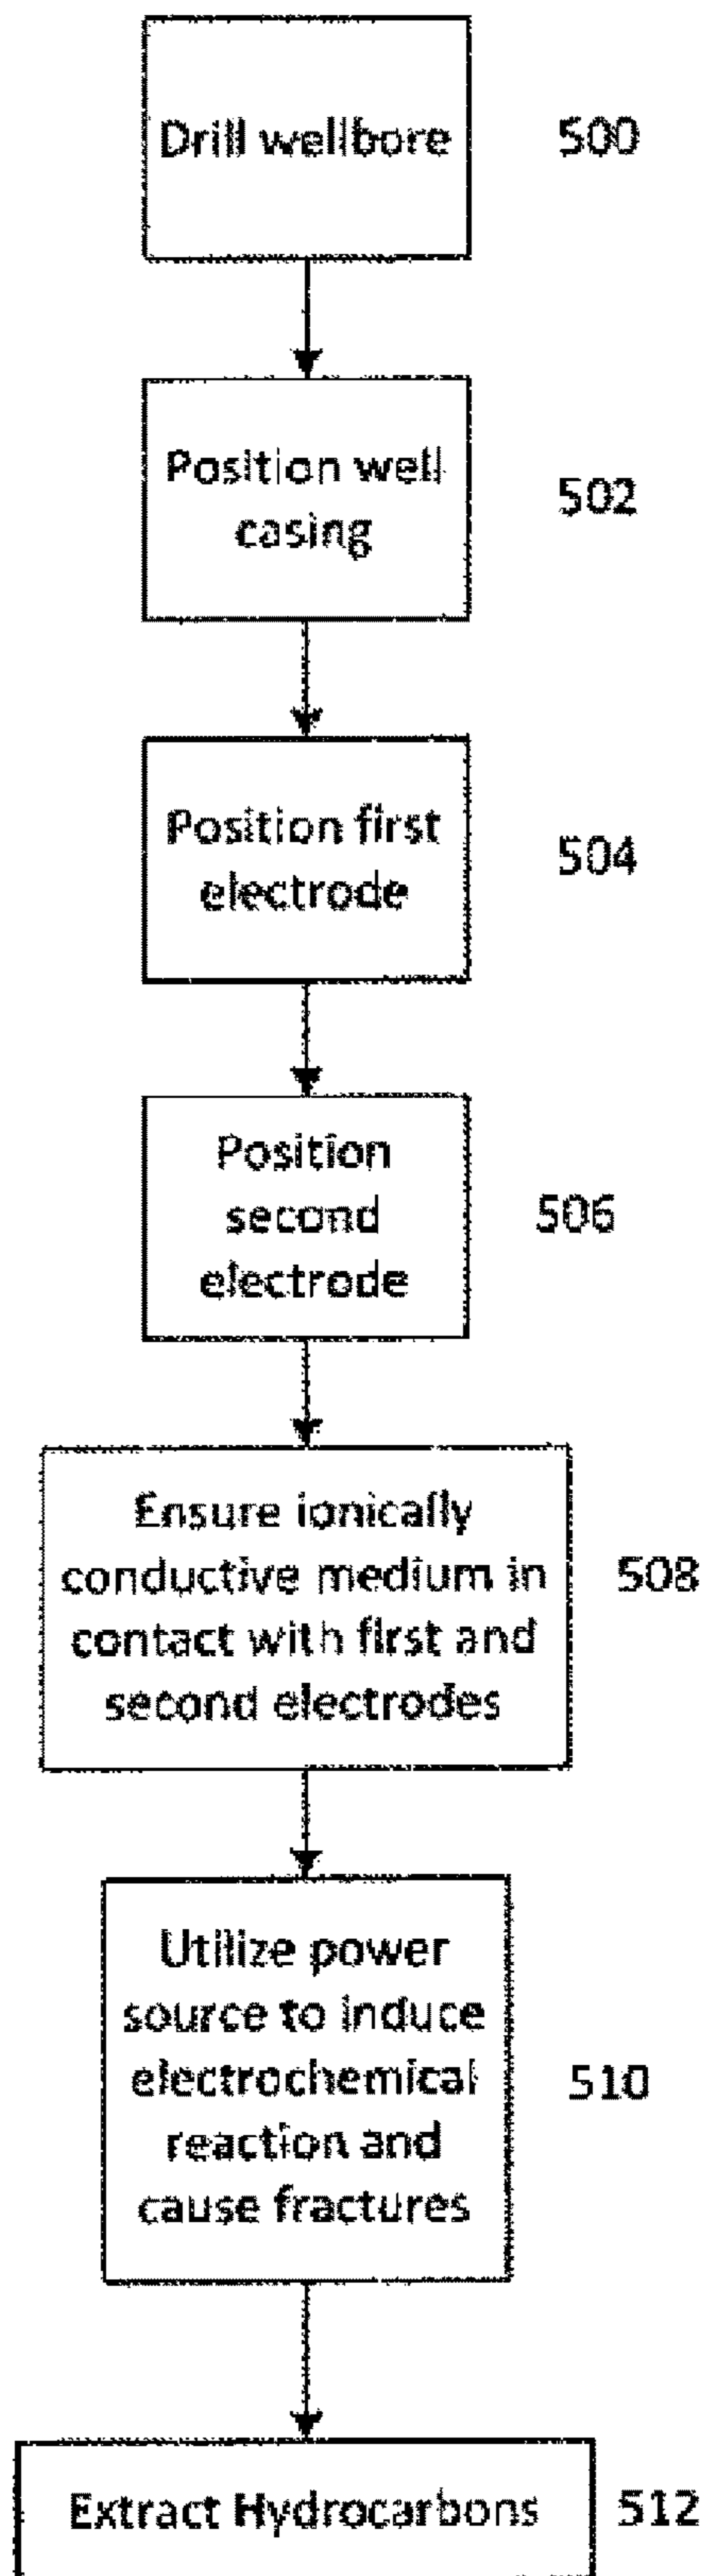 Drill wellbore
500
Position well
casing
502
Position first
electrode
504
Position
second
electrode
506
Ensure ionically
conductive medium in
contact with first and
second electrodes
508
Utilize power
source to induce
electrochemical
reaction and
cause fractures
510
Extract Hydrocarbons
512